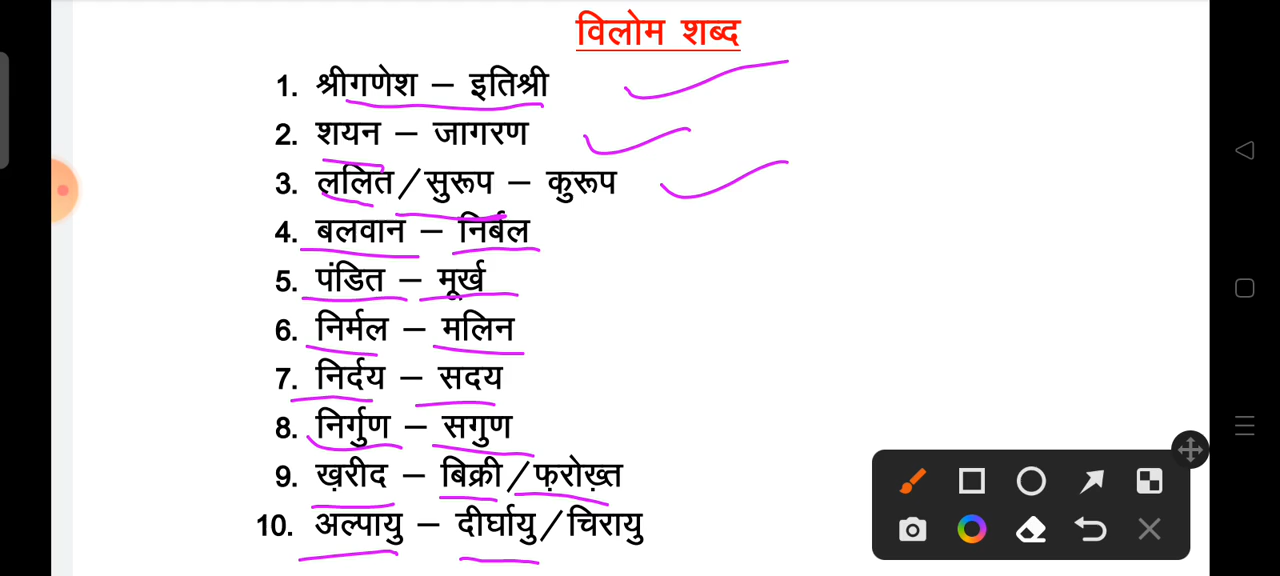 विलोम शब्द
1. श्रीगणेश – इतिश्री
2. शयन – जागरण
3. ललित/सुरूप – कुरूप
4. बलवान – निर्बल
5. पंडित – मूर्ख
6. निर्मल – मलिन
7. निर्दय – सदय
8. निर्गुण – सगुण
9. ख़रीद – बिक्री/फ़रोख़्त
10. अल्पायु – दीर्घायु/चिरायु